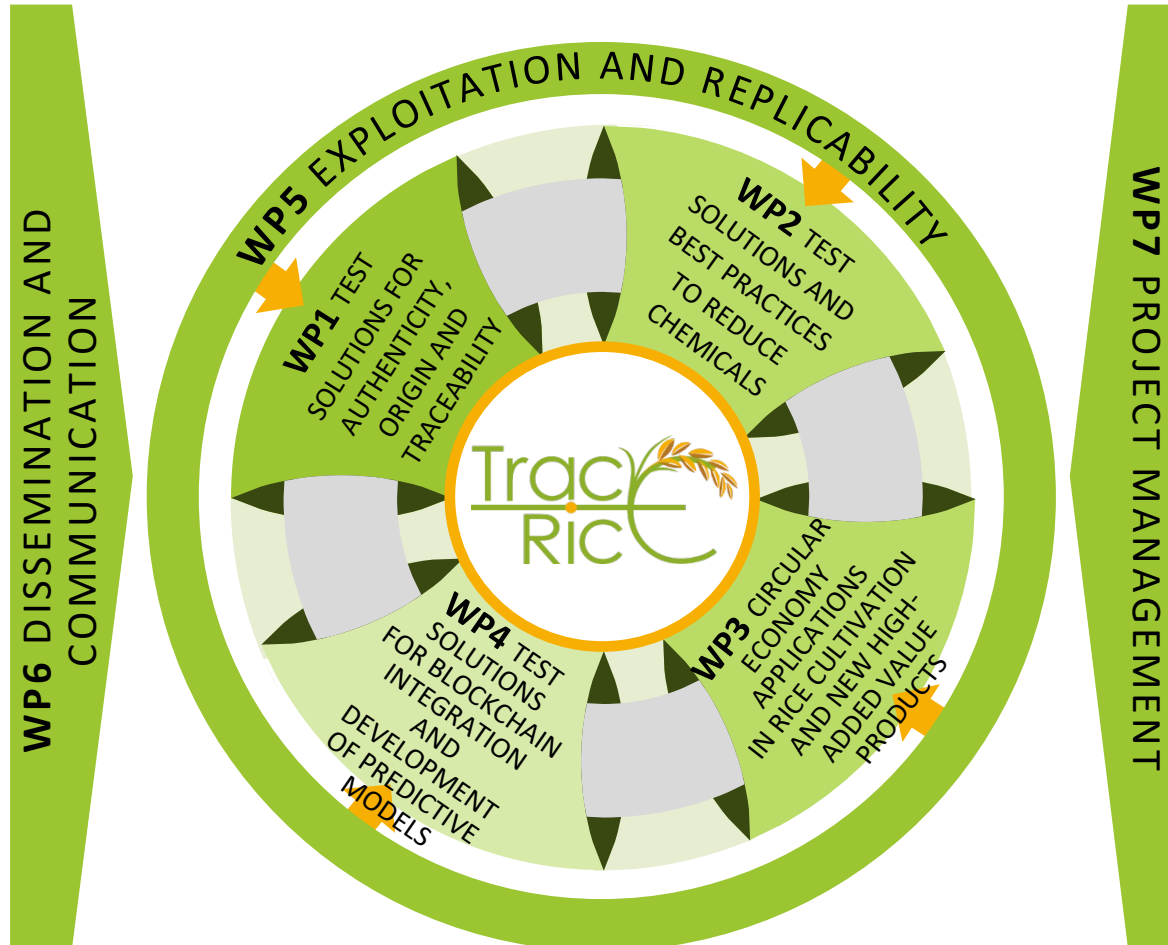 WP5 EXPLOITATION AND REPLICABILITY
WP6 DISSEMINATION AND
COMMUNICATION
WP1 TEST
SOLUTIONS FOR
AUTHENTICITY,
ORIGIN AND
TRACEABILITY
WP2 TEST
SOLUTIONS AND
BEST PRACTICES
TO REDUCE
CHEMICALS
Trac
Ric
WP3 CIRCULAR
ECONOMY
APPLICATIONS
IN RICE CULTIVATION
AND NEW HIGH-
ADDED VALUE
PRODUCTS
WP4 TEST
SOLUTIONS
FOR BLOCKCHAIN
INTEGRATION
AND
DEVELOPMENT
OF PREDICTIVE
MODELS
WP7 PROJECT MANAGEMENT